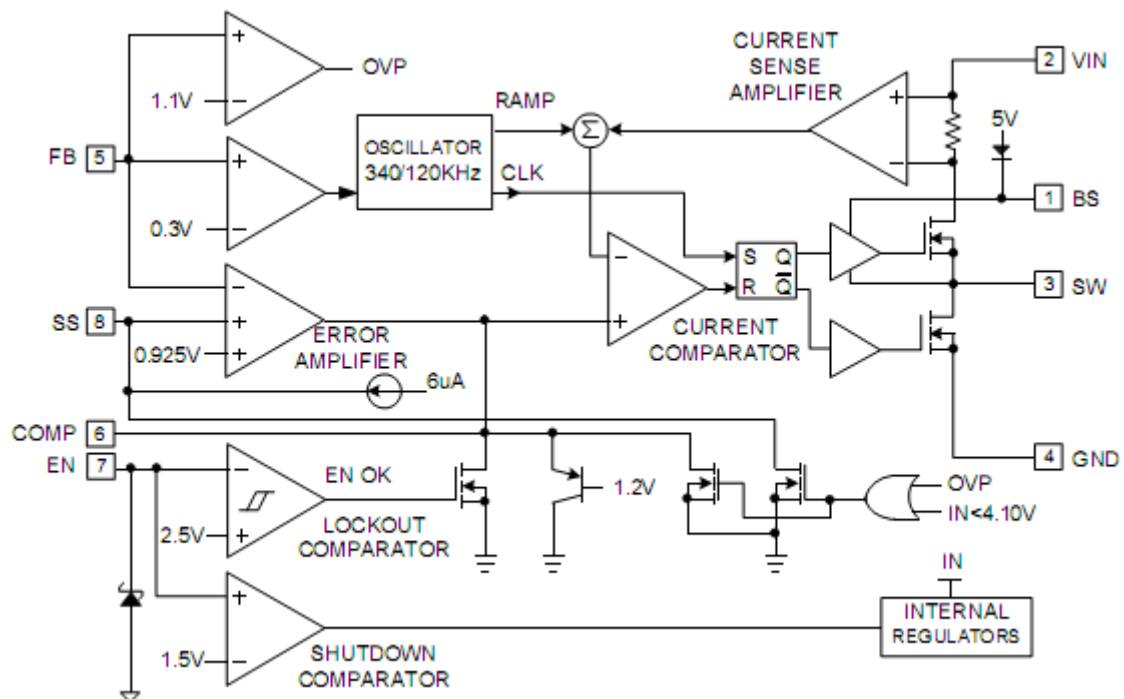 CURRENT
SENSE
AMPLIFIER
2 VIN
+
OVP
1.1V
−
RAMP
Σ
+
−
5V
FB 5
+
OSCILLATOR
340/120KHz
CLK
1 BS
0.3V
−
−
S Q
R Q̅
3 SW
−
SS 8
+
0.925V
+
ERROR
AMPLIFIER
+
CURRENT
COMPARATOR
6uA
COMP 6
EN 7
−
EN OK
1.2V
4 GND
OVP
IN<4.10V
2.5V
+
LOCKOUT
COMPARATOR
IN
+
INTERNAL
REGULATORS
1.5V
−
SHUTDOWN
COMPARATOR